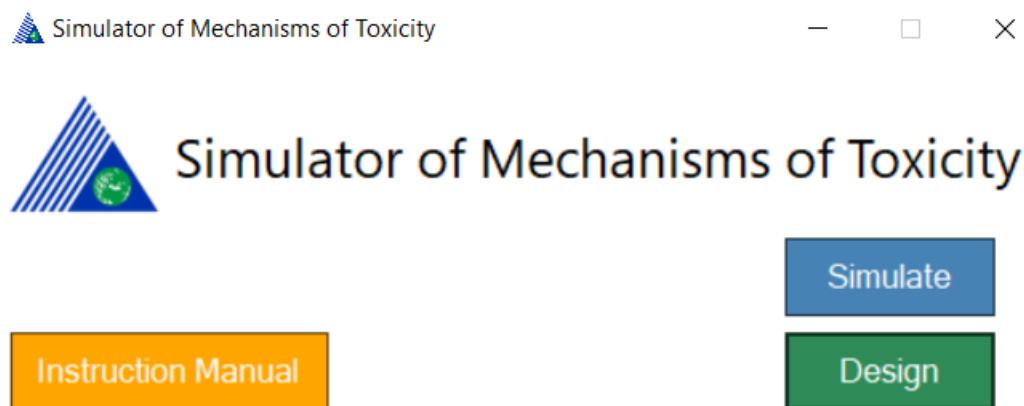 Simulator of Mechanisms of Toxicity
Simulator of Mechanisms of Toxicity
Simulate
Instruction Manual
Design